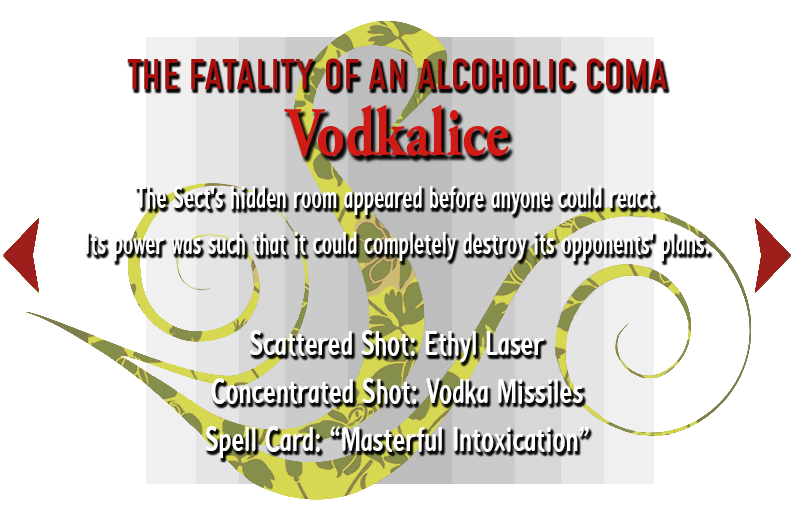 THE FATALITY OF AN ALCOHOLIC COMA
Vodkalice
The Sect's hidden room appeared before anyone could react.
Its power was such that it could completely destroy its opponents' plans.
Scattered Shot: Ethyl Laser
Concentrated Shot: Vodka Missiles
Spell Card: “Masterful Intoxication”